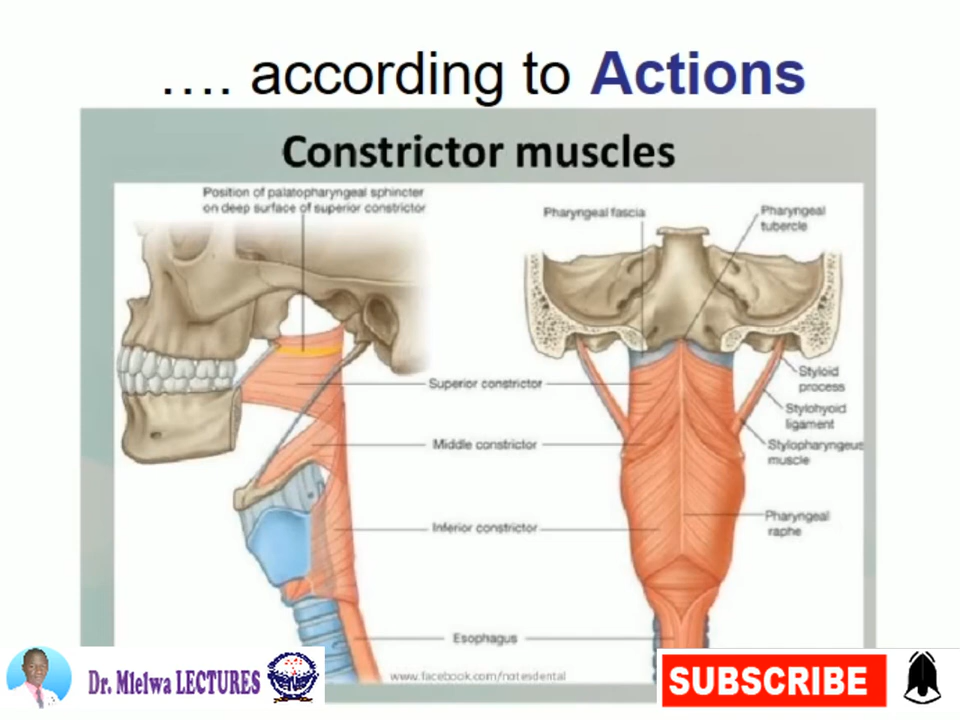 .... according to Actions
Constrictor muscles
Position of palatopharyngeal sphincter
on deep surface of superior constrictor
Pharyngeal fascia
Pharyngeal
tubercle
Superior constrictor
Styloid
process
Stylohyoid
ligament
Middle constrictor
Stylopharyngeus
muscle
Inferior constrictor
Pharyngeal
raphe
Esophagus
www.facebook.com/notesdental
Dr. Mlelwa LECTURES
SUBSCRIBE